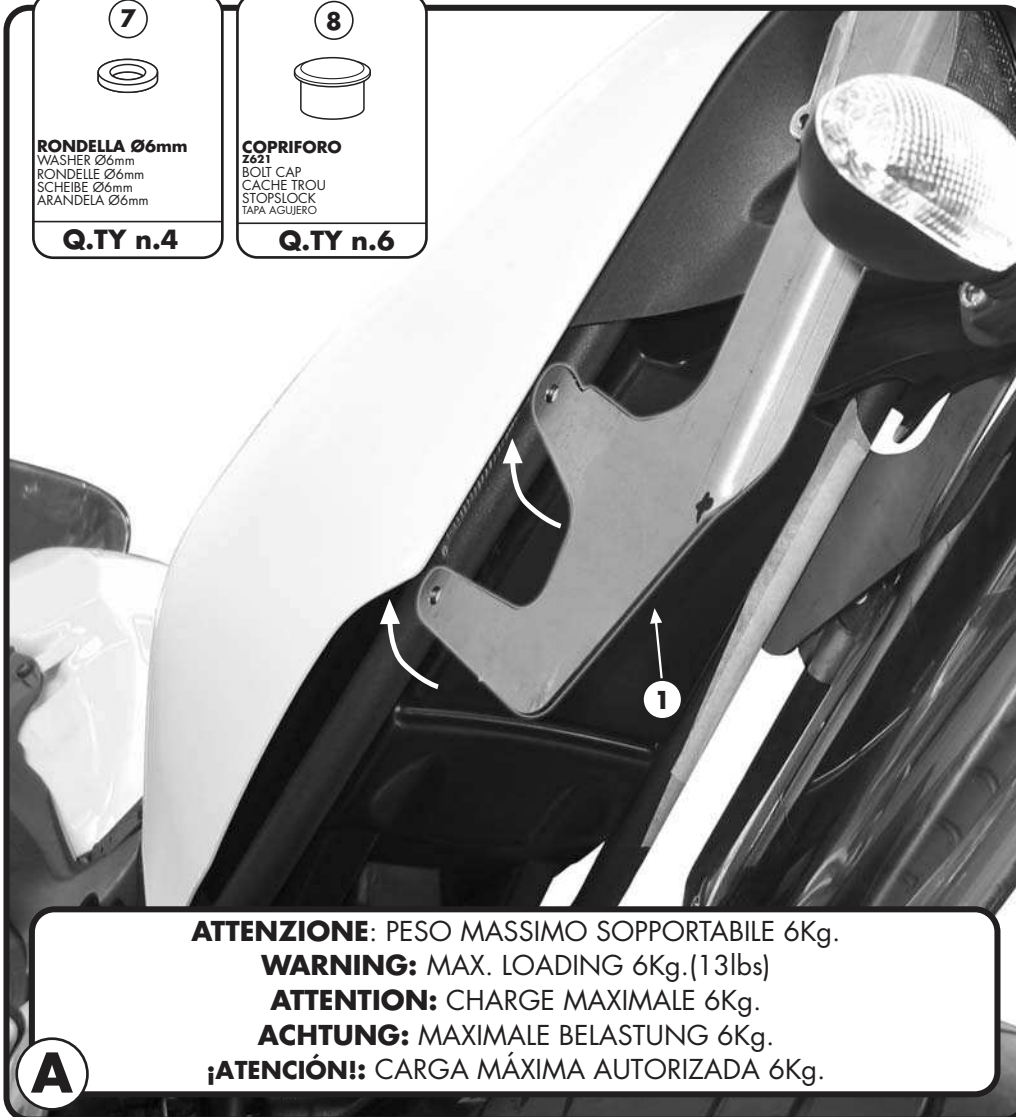 7
RONDELLA Ø6mm
WASHER Ø6mm
RONDELLE Ø6mm
SCHEIBE Ø6mm
ARANDELA Ø6mm
Q.TY n.4
8
COPRIFORO
Z621
BOLT CAP
CACHE TROU
STOPSLOCK
TAPA AGUJERO
Q.TY n.6
1
ATTENZIONE: PESO MASSIMO SOPPORTABILE 6Kg.
WARNING: MAX. LOADING 6Kg.(13lbs)
ATTENTION: CHARGE MAXIMALE 6Kg.
ACHTUNG: MAXIMALE BELASTUNG 6Kg.
¡ATENCIÓN!: CARGA MÁXIMA AUTORIZADA 6Kg.
A